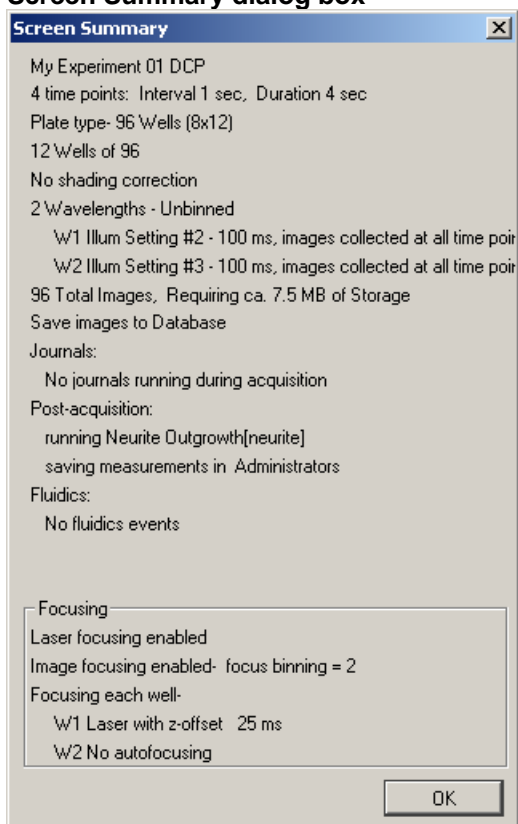 Screen Summary dialog box
Screen Summary
My Experiment 01 DCP
4 time points: Interval 1 sec, Duration 4 sec
Plate type- 96 Wells (8x12)
12 Wells of 96
No shading correction
2 Wavelengths - Unbinned
W1 Illum Setting #2 - 100 ms, images collected at all time poin
W2 Illum Setting #3 - 100 ms, images collected at all time poin
96 Total Images, Requiring ca. 7.5 MB of Storage
Save images to Database
Journals:
No journals running during acquisition
Post-acquisition:
running Neurite Outgrowth[neurite]
saving measurements in Administrators
Fluidics:
No fluidics events
Focusing
Laser focusing enabled
Image focusing enabled- focus binning = 2
Focusing each well-
W1 Laser with z-offset 25 ms
W2 No autofocusing
OK